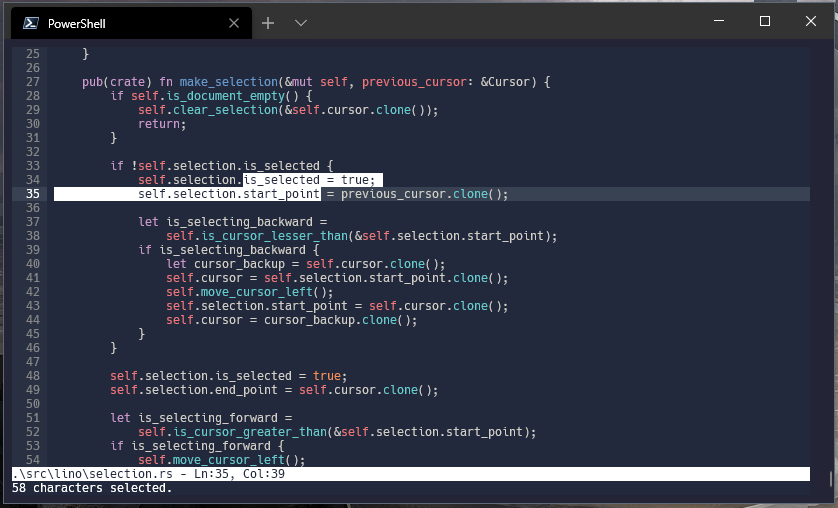 PowerShell
25     }
26
27     pub(crate) fn make_selection(&mut self, previous_cursor: &Cursor) {
28         if self.is_document_empty() {
29             self.clear_selection(&self.cursor.clone());
30             return;
31         }
32
33         if !self.selection.is_selected {
34             self.selection.is_selected = true;
35             self.selection.start_point = previous_cursor.clone();
36
37             let is_selecting_backward =
38                 self.is_cursor_lesser_than(&self.selection.start_point);
39             if is_selecting_backward {
40                 let cursor_backup = self.cursor.clone();
41                 self.cursor = self.selection.start_point.clone();
42                 self.move_cursor_left();
43                 self.selection.start_point = self.cursor.clone();
44                 self.cursor = cursor_backup.clone();
45             }
46         }
47
48         self.selection.is_selected = true;
49         self.selection.end_point = self.cursor.clone();
50
51         let is_selecting_forward =
52             self.is_cursor_greater_than(&self.selection.start_point);
53         if is_selecting_forward {
54             self.move_cursor_left();
.\src\lino\selection.rs - Ln:35, Col:39
58 characters selected.